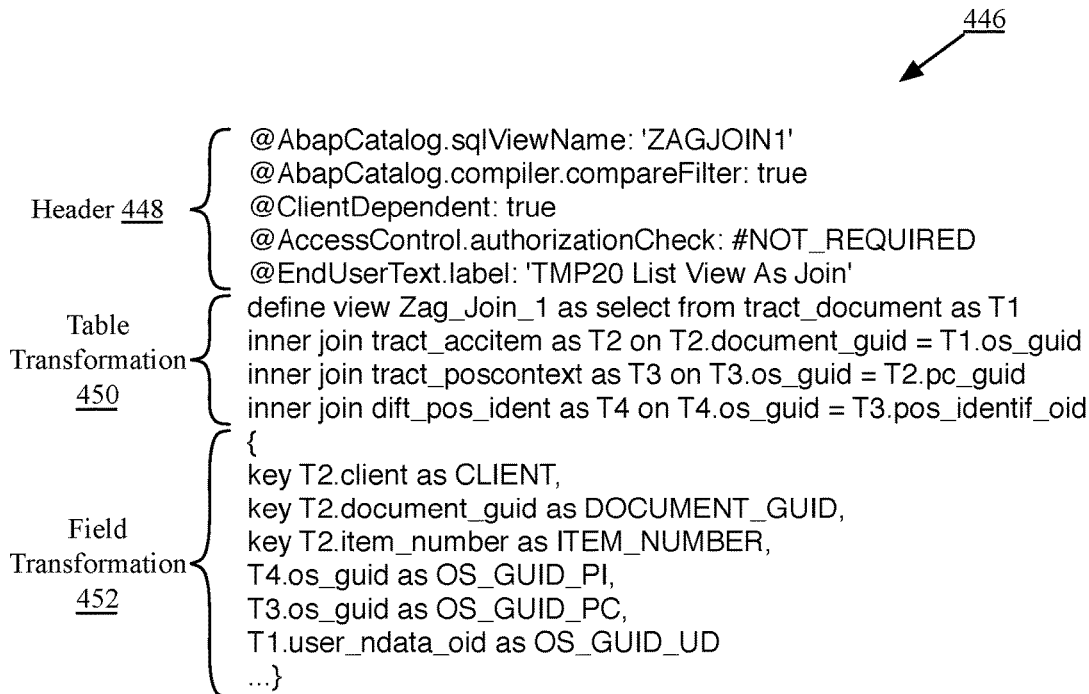 446
@AbapCatalog.sqlViewName: 'ZAGJOIN1'
@AbapCatalog.compiler.compareFilter: true
Header 448
@ClientDependent: true
@AccessControl.authorizationCheck: #NOT_REQUIRED
@EndUserText.label: 'TMP20 List View As Join'
Table
Transformation
450
define view Zag_Join_1 as select from tract_document as T1
inner join tract_accitem as T2 on T2.document_guid = T1.os_guid
inner join tract_poscontext as T3 on T3.os_guid = T2.pc_guid
inner join dift_pos_ident as T4 on T4.os_guid = T3.pos_identif_oid
Field
Transformation
452
{
key T2.client as CLIENT,
key T2.document_guid as DOCUMENT_GUID,
key T2.item_number as ITEM_NUMBER,
T4.os_guid as OS_GUID_PI,
T3.os_guid as OS_GUID_PC,
T1.user_ndata_oid as OS_GUID_UD
...}